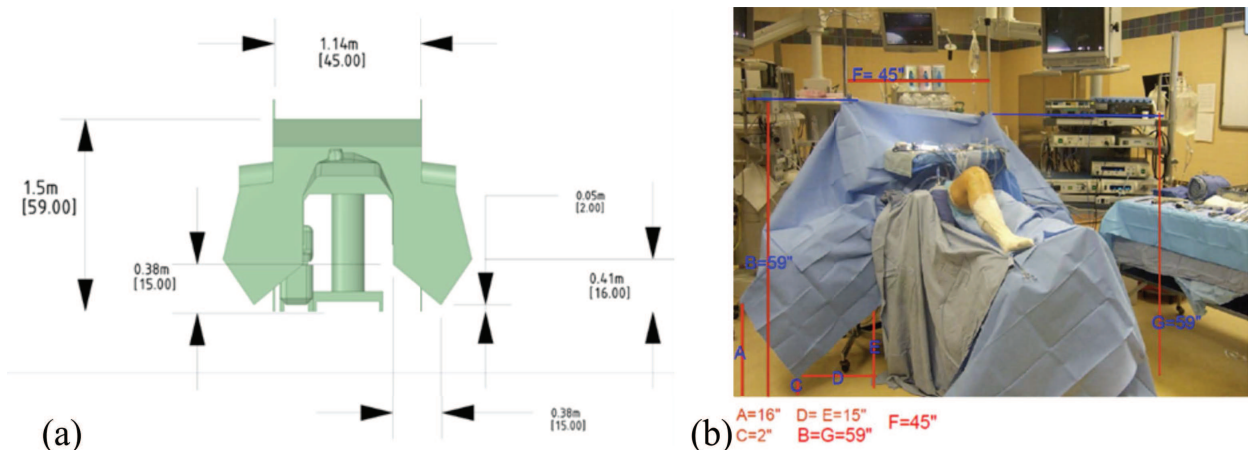 1.14m
[45.00]
1.5m
[59.00]
0.05m
[2.00]
0.38m
[15.00]
0.41m
[16.00]
0.38m
[15.00]
(a)
F= 45"
B=59"
G=59"
A
E
D
C
A=16" D= E=15" F=45"
C=2" B=G=59"
(b)